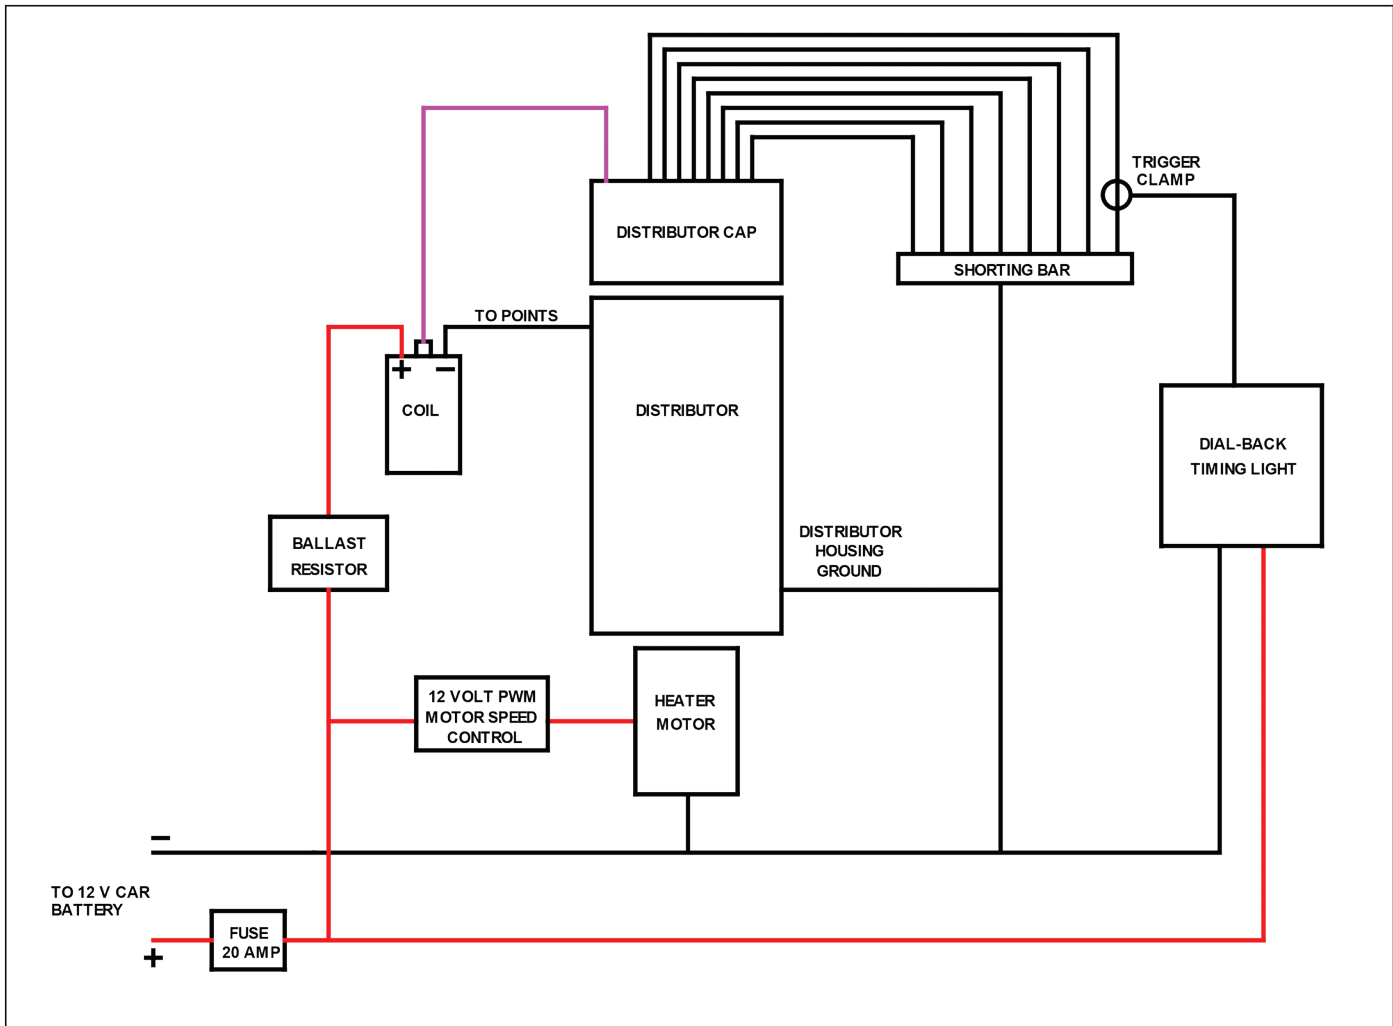 TRIGGER
CLAMP
DISTRIBUTOR CAP
SHORTING BAR
TO POINTS
+ −
COIL
DISTRIBUTOR
DIAL-BACK
TIMING LIGHT
BALLAST
RESISTOR
DISTRIBUTOR
HOUSING
GROUND
12 VOLT PWM
MOTOR SPEED
CONTROL
HEATER
MOTOR
−
TO 12 V CAR
BATTERY
FUSE
20 AMP
+